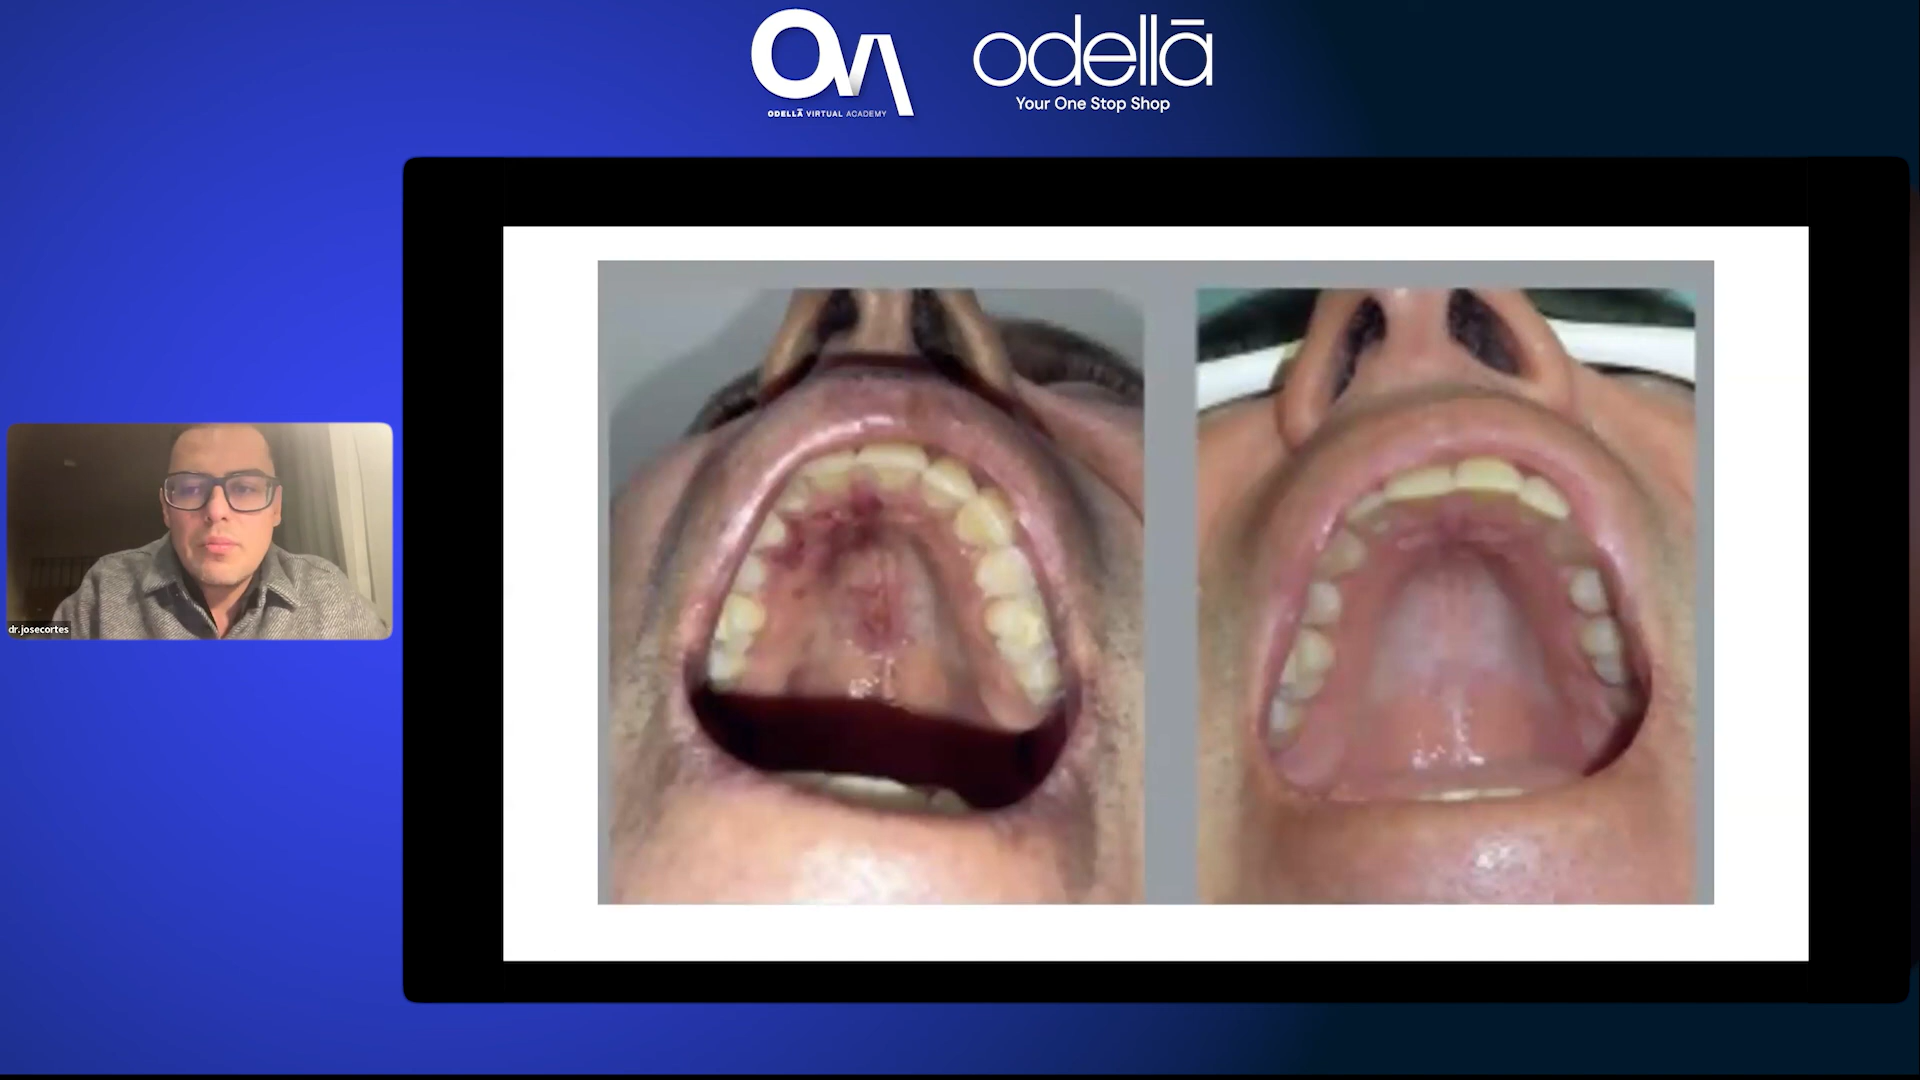 OVA
ODELLĀ VIRTUAL ACADEMY
odellā
Your One Stop Shop
dr.josecortes